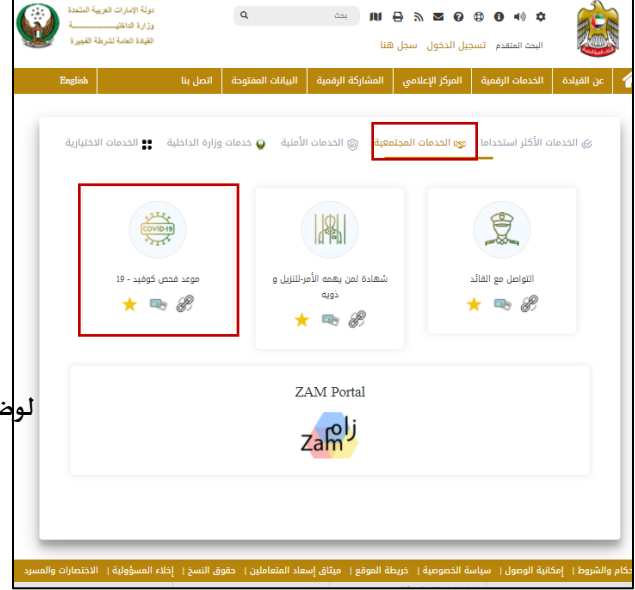 دولة الإمارات العربية المتحدة
وزارة الداخليـــــــــــــة
القيادة العامة لشرطة الفجيرة
بحث
البحث المتقدم تسجيل الدخول سجل هنا
عن القيادة
الخدمات الرقمية
المركز الإعلامي
المشاركة الرقمية
البيانات المفتوحة
اتصل بنا
English
الخدمات الأكثر استخداما
الخدمات المجتمعية
الخدمات الأمنية
خدمات وزارة الداخلية
الخدمات الاختيارية
التواصل مع القائد
شهادة لمن يهمه الأمر-للنزيل و
ذويه
COVID-19
موعد فحص كوفيد - 19
ZAM Portal
زام
Zam
والشروط | إمكانية الوصول | سياسة الخصوصية | خريطة الموقع | ميثاق إسعاد المتعاملين | حقوق النسخ | إخلاء المسؤولية | الاختصارات والمسرد